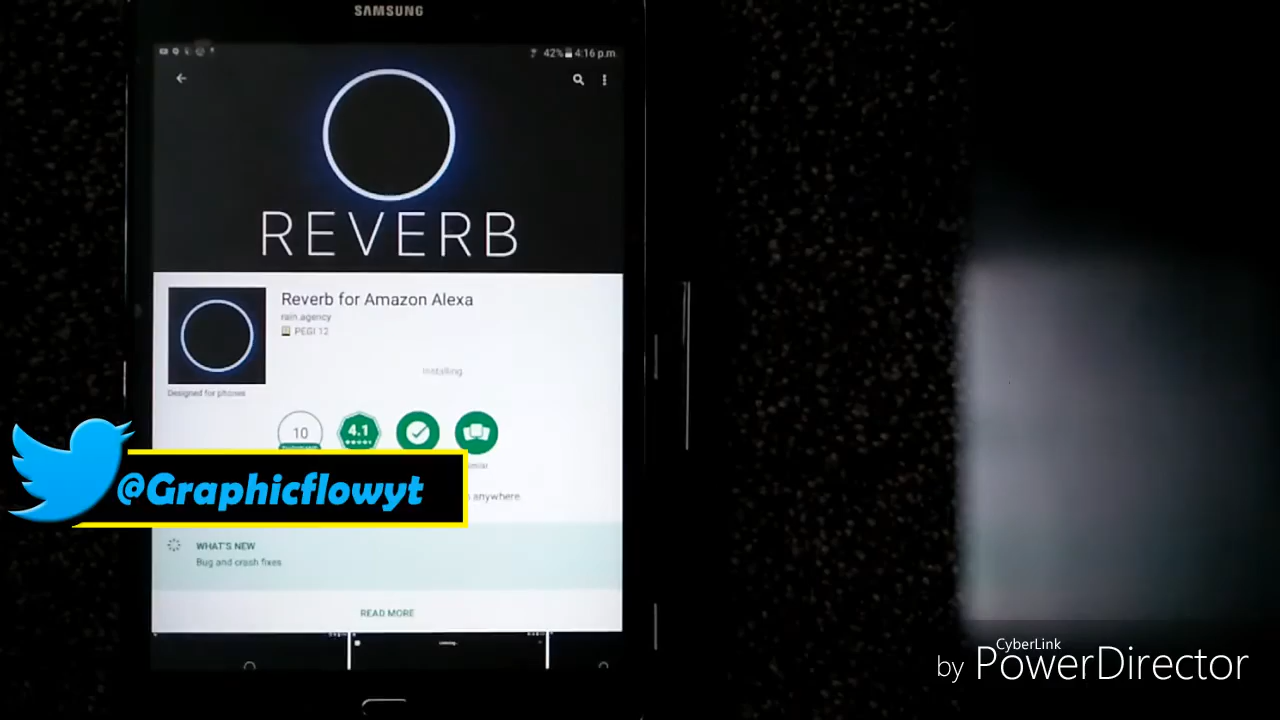 SAMSUNG
42% 4:16 p.m.
REVERB
Reverb for Amazon Alexa
rain.agency
PEGI 12
Installing
Designed for phones
10
4.1
Similar
anywhere
@Graphicflowyt
WHAT'S NEW
Bug and crash fixes
READ MORE
CyberLink
by PowerDirector